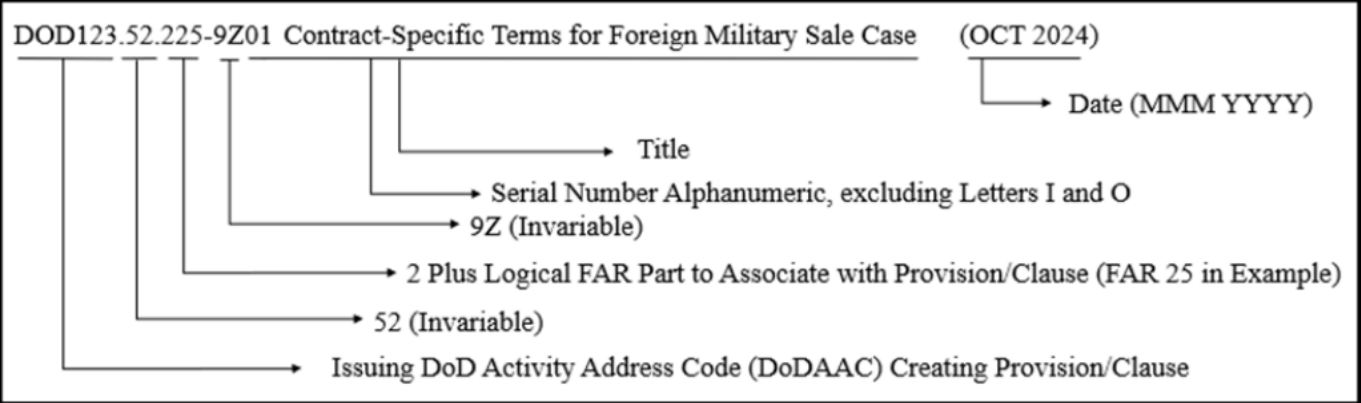 DOD123.52.225-9Z01 Contract-Specific Terms for Foreign Military Sale Case (OCT 2024)
Date (MMM YYYY)
Title
Serial Number Alphanumeric, excluding Letters I and O
9Z (Invariable)
2 Plus Logical FAR Part to Associate with Provision/Clause (FAR 25 in Example)
52 (Invariable)
Issuing DoD Activity Address Code (DoDAAC) Creating Provision/Clause